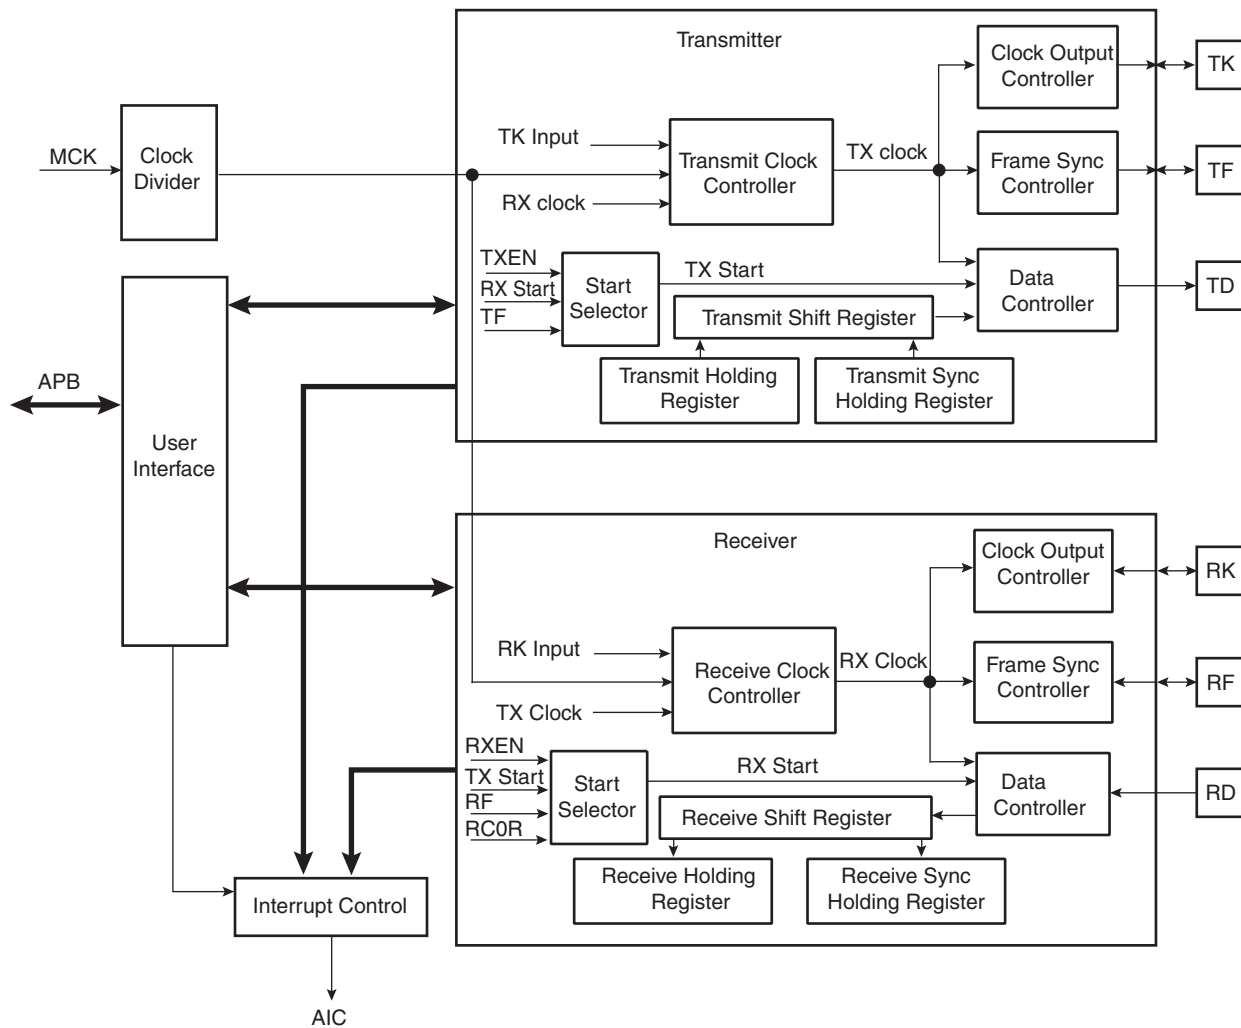 Transmitter
Clock Output
Controller
TK
MCK
Clock
Divider
TK Input
Transmit Clock
Controller
RX clock
TX clock
Frame Sync
Controller
TF
TXEN
RX Start
TF
Start
Selector
TX Start
Data
Controller
TD
Transmit Shift Register
Transmit Holding
Register
Transmit Sync
Holding Register
APB
User
Interface
Receiver
Clock Output
Controller
RK
RK Input
Receive Clock
Controller
TX Clock
RX Clock
Frame Sync
Controller
RF
RXEN
TX Start
RF
RC0R
Start
Selector
RX Start
Data
Controller
RD
Receive Shift Register
Receive Holding
Register
Receive Sync
Holding Register
Interrupt Control
AIC